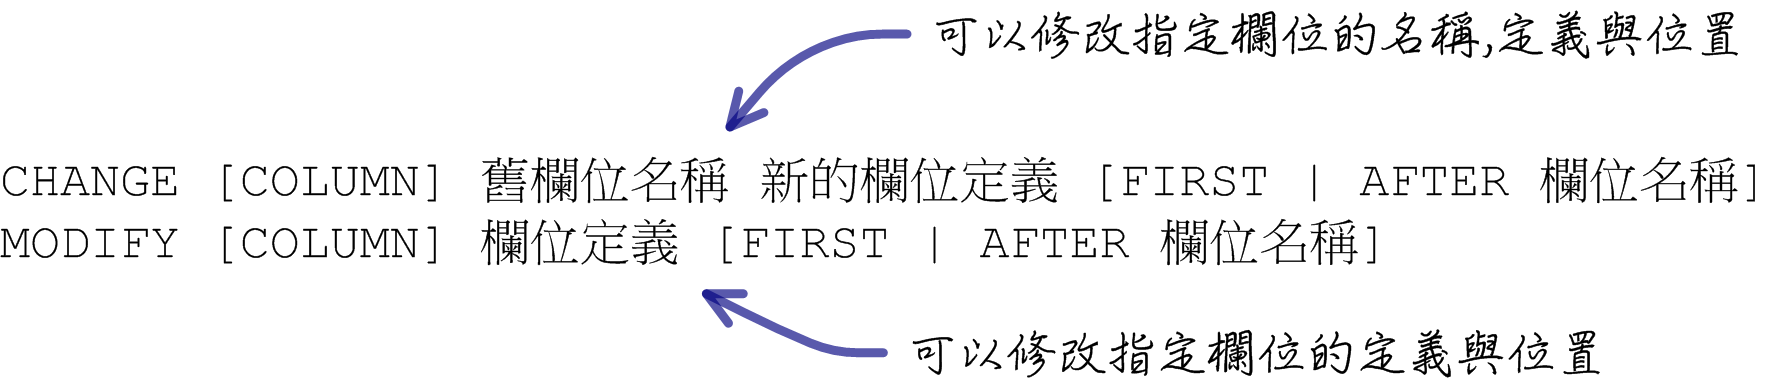 可以修改指定欄位的名稱,定義與位置
CHANGE [COLUMN] 舊欄位名稱 新的欄位定義 [FIRST | AFTER 欄位名稱]
MODIFY [COLUMN] 欄位定義 [FIRST | AFTER 欄位名稱]
可以修改指定欄位的定義與位置